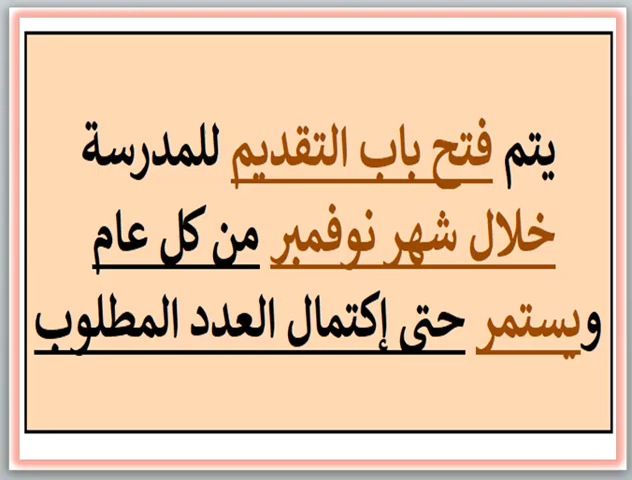 يتم فتح باب التقديم للمدرسة
خلال شهر نوفمبر من كل عام
ويستمر حتى إكتمال العدد المطلوب